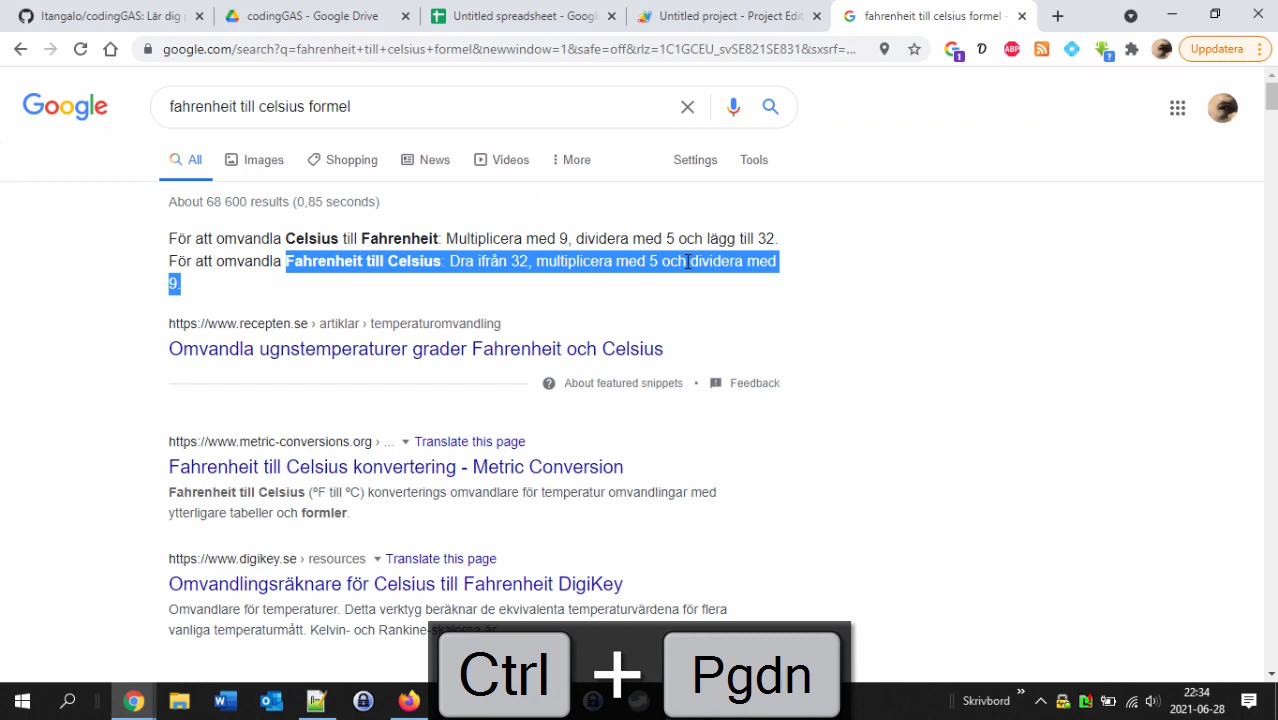 ltangalo/codingGAS: Lär dig
codingGAS - Google Drive
Untitled spreadsheet - Goog
Untitled project - Project Edit
fahrenheit till celsius formel -
google.com/search?q=fahrenheit+till+celsius+formel&newwindow=1&safe=off&rlz=1C1GCEU_svSE821SE831&sxsrf=...
1
D
ABP
?
Uppdatera
Google
fahrenheit till celsius formel
All
Images
Shopping
News
Videos
More
Settings
Tools
About 68 600 results (0,85 seconds)
För att omvandla Celsius till Fahrenheit: Multiplicera med 9, dividera med 5 och lägg till 32.
För att omvandla Fahrenheit till Celsius: Dra ifrån 32, multiplicera med 5 och dividera med
9.
https://www.recepten.se › artiklar › temperaturomvandling
Omvandla ugnstemperaturer grader Fahrenheit och Celsius
About featured snippets
•
Feedback
https://www.metric-conversions.org › ... Translate this page
Fahrenheit till Celsius konvertering - Metric Conversion
Fahrenheit till Celsius (ºF till ºC) konverterings omvandlare för temperatur omvandlingar med
ytterligare tabeller och formler.
https://www.digikey.se › resources Translate this page
Omvandlingsräknare för Celsius till Fahrenheit DigiKey
Omvandlare för temperaturer. Detta verktyg beräknar de ekvivalenta temperaturvärdena för flera
vanliga temperaturmått. Kelvin- och
Ctrl + Pgdn
Skrivbord
22:34
2021-06-28